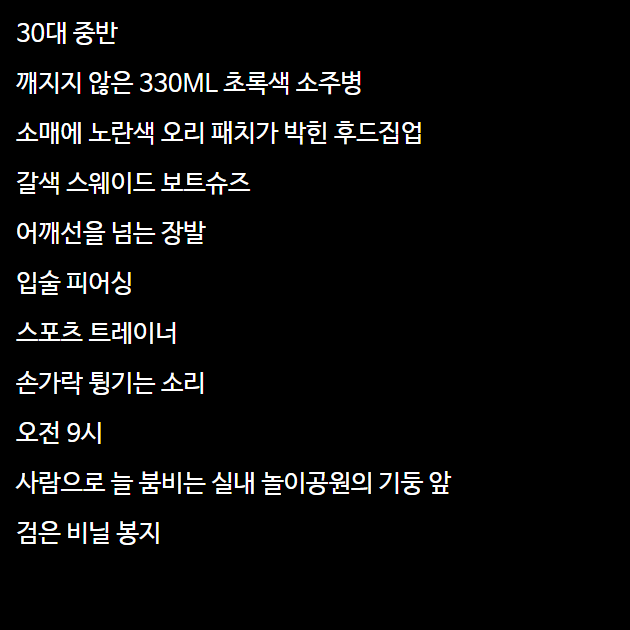 30대 중반
깨지지 않은 330ML 초록색 소주병
소매에 노란색 오리 패치가 박힌 후드집업
갈색 스웨이드 보트슈즈
어깨선을 넘는 장발
입술 피어싱
스포츠 트레이너
손가락 튕기는 소리
오전 9시
사람으로 늘 붐비는 실내 놀이공원의 기둥 앞
검은 비닐 봉지